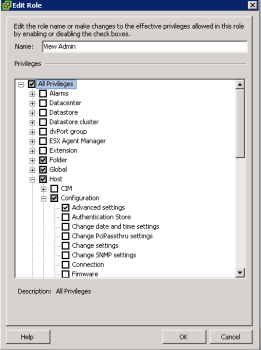 Edit Role
Edit the role name or make changes to the effective privileges allowed in this role
by enabling or disabling the check boxes.
Name: View Admin
Privileges
All Privileges
Alarms
Datacenter
Datastore
Datastore cluster
dvPort group
ESX Agent Manager
Extension
Folder
Global
Host
CIM
Configuration
Advanced settings
Authentication Store
Change date and time settings
Change PciPassthru settings
Change settings
Change SNMP settings
Connection
Firmware
Description: All Privileges
Help OK Cancel